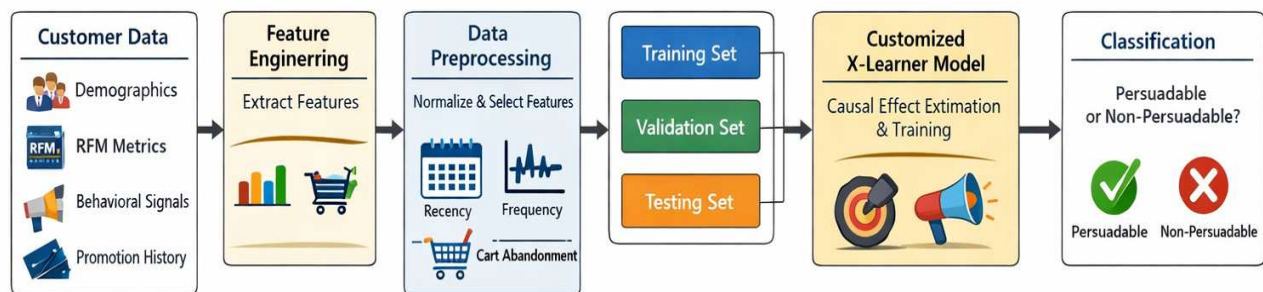 Customer Data
Demographics
RFM
RFM Metrics
Behavioral Signals
Promotion History
Feature
Enginerring
Extract Features
Data
Preprocessing
Normalize & Select Features
Recency
Frequency
Cart Abandonment
Training Set
Validation Set
Testing Set
Customized
X-Learner Model
Causal Effect Extimation
& Training
Classification
Persuadable
or Non-Persuadable?
Persuadable
Non-Persuadable